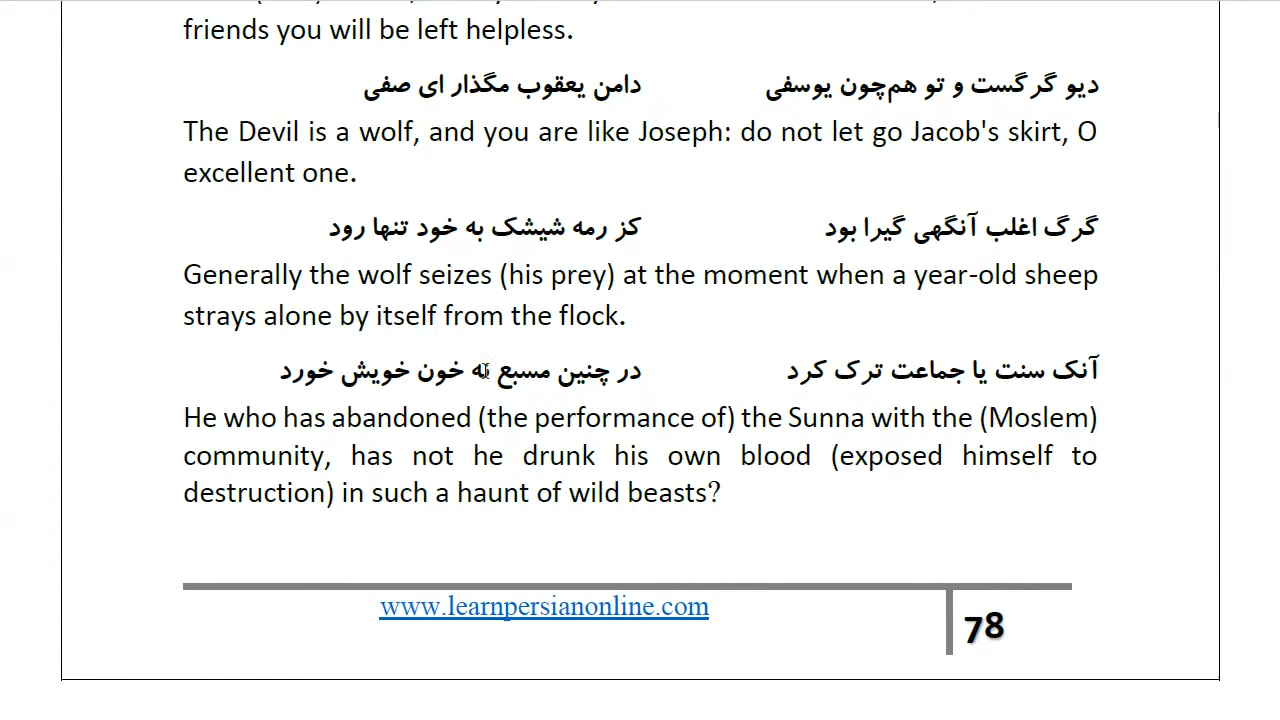 friends you will be left helpless.
دیو گرگست و تو هم‌چون یوسفی دامن یعقوب مگذار ای صفی
The Devil is a wolf, and you are like Joseph: do not let go Jacob's skirt, O
excellent one.
گرگ اغلب آنگهی گیرا بود کز رمه شیشک به خود تنها رود
Generally the wolf seizes (his prey) at the moment when a year-old sheep
strays alone by itself from the flock.
آنک سنت یا جماعت ترک کرد در چنین مسبع نه خون خویش خورد
He who has abandoned (the performance of) the Sunna with the (Moslem)
community, has not he drunk his own blood (exposed himself to
destruction) in such a haunt of wild beasts?
www.learnpersianonline.com
78